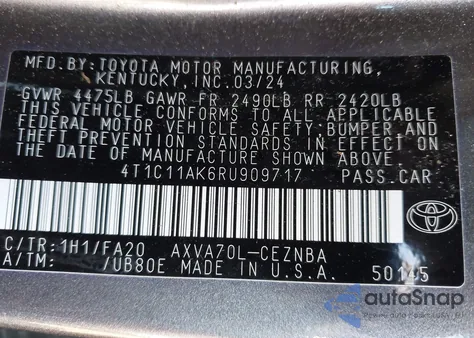 MFD. BY: TOYOTA MOTOR MANUFACTURING,
KENTUCKY, INC. 03/24
GVWR 4475LB GAWR FR 2490LB RR 2420LB
THIS VEHICLE CONFORMS TO ALL APPLICABLE
FEDERAL MOTOR VEHICLE SAFETY, BUMPER AND
THEFT PREVENTION STANDARDS IN EFFECT ON
THE DATE OF MANUFACTURE SHOWN ABOVE.
4T1C11AK6RU909717 PASS.CAR
C/TR:1H1/FA20 AXVA70L-CEZNBA
A/TM: /UB80E MADE IN U.S.A. 50145
autoSnap